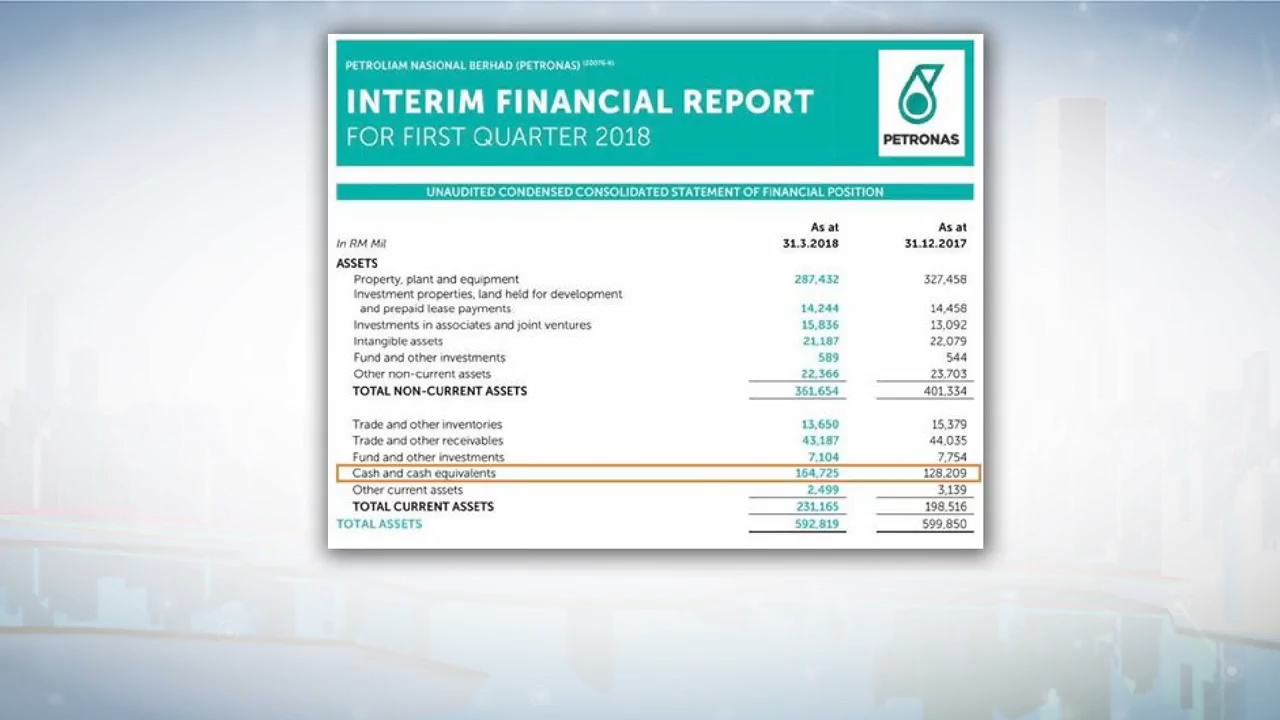 PETROLIAM NASIONAL BERHAD (PETRONAS) (20076-K)
INTERIM FINANCIAL REPORT
FOR FIRST QUARTER 2018
PETRONAS
UNAUDITED CONDENSED CONSOLIDATED STATEMENT OF FINANCIAL POSITION
As at As at
In RM Mil 31.3.2018 31.12.2017
ASSETS
Property, plant and equipment 287,432 327,458
Investment properties, land held for development
and prepaid lease payments 14,244 14,458
Investments in associates and joint ventures 15,836 13,092
Intangible assets 21,187 22,079
Fund and other investments 589 544
Other non-current assets 22,366 23,703
TOTAL NON-CURRENT ASSETS 361,654 401,334
Trade and other inventories 13,650 15,379
Trade and other receivables 43,187 44,035
Fund and other investments 7,104 7,754
Cash and cash equivalents 164,725 128,209
Other current assets 2,499 3,139
TOTAL CURRENT ASSETS 231,165 198,516
TOTAL ASSETS 592,819 599,850